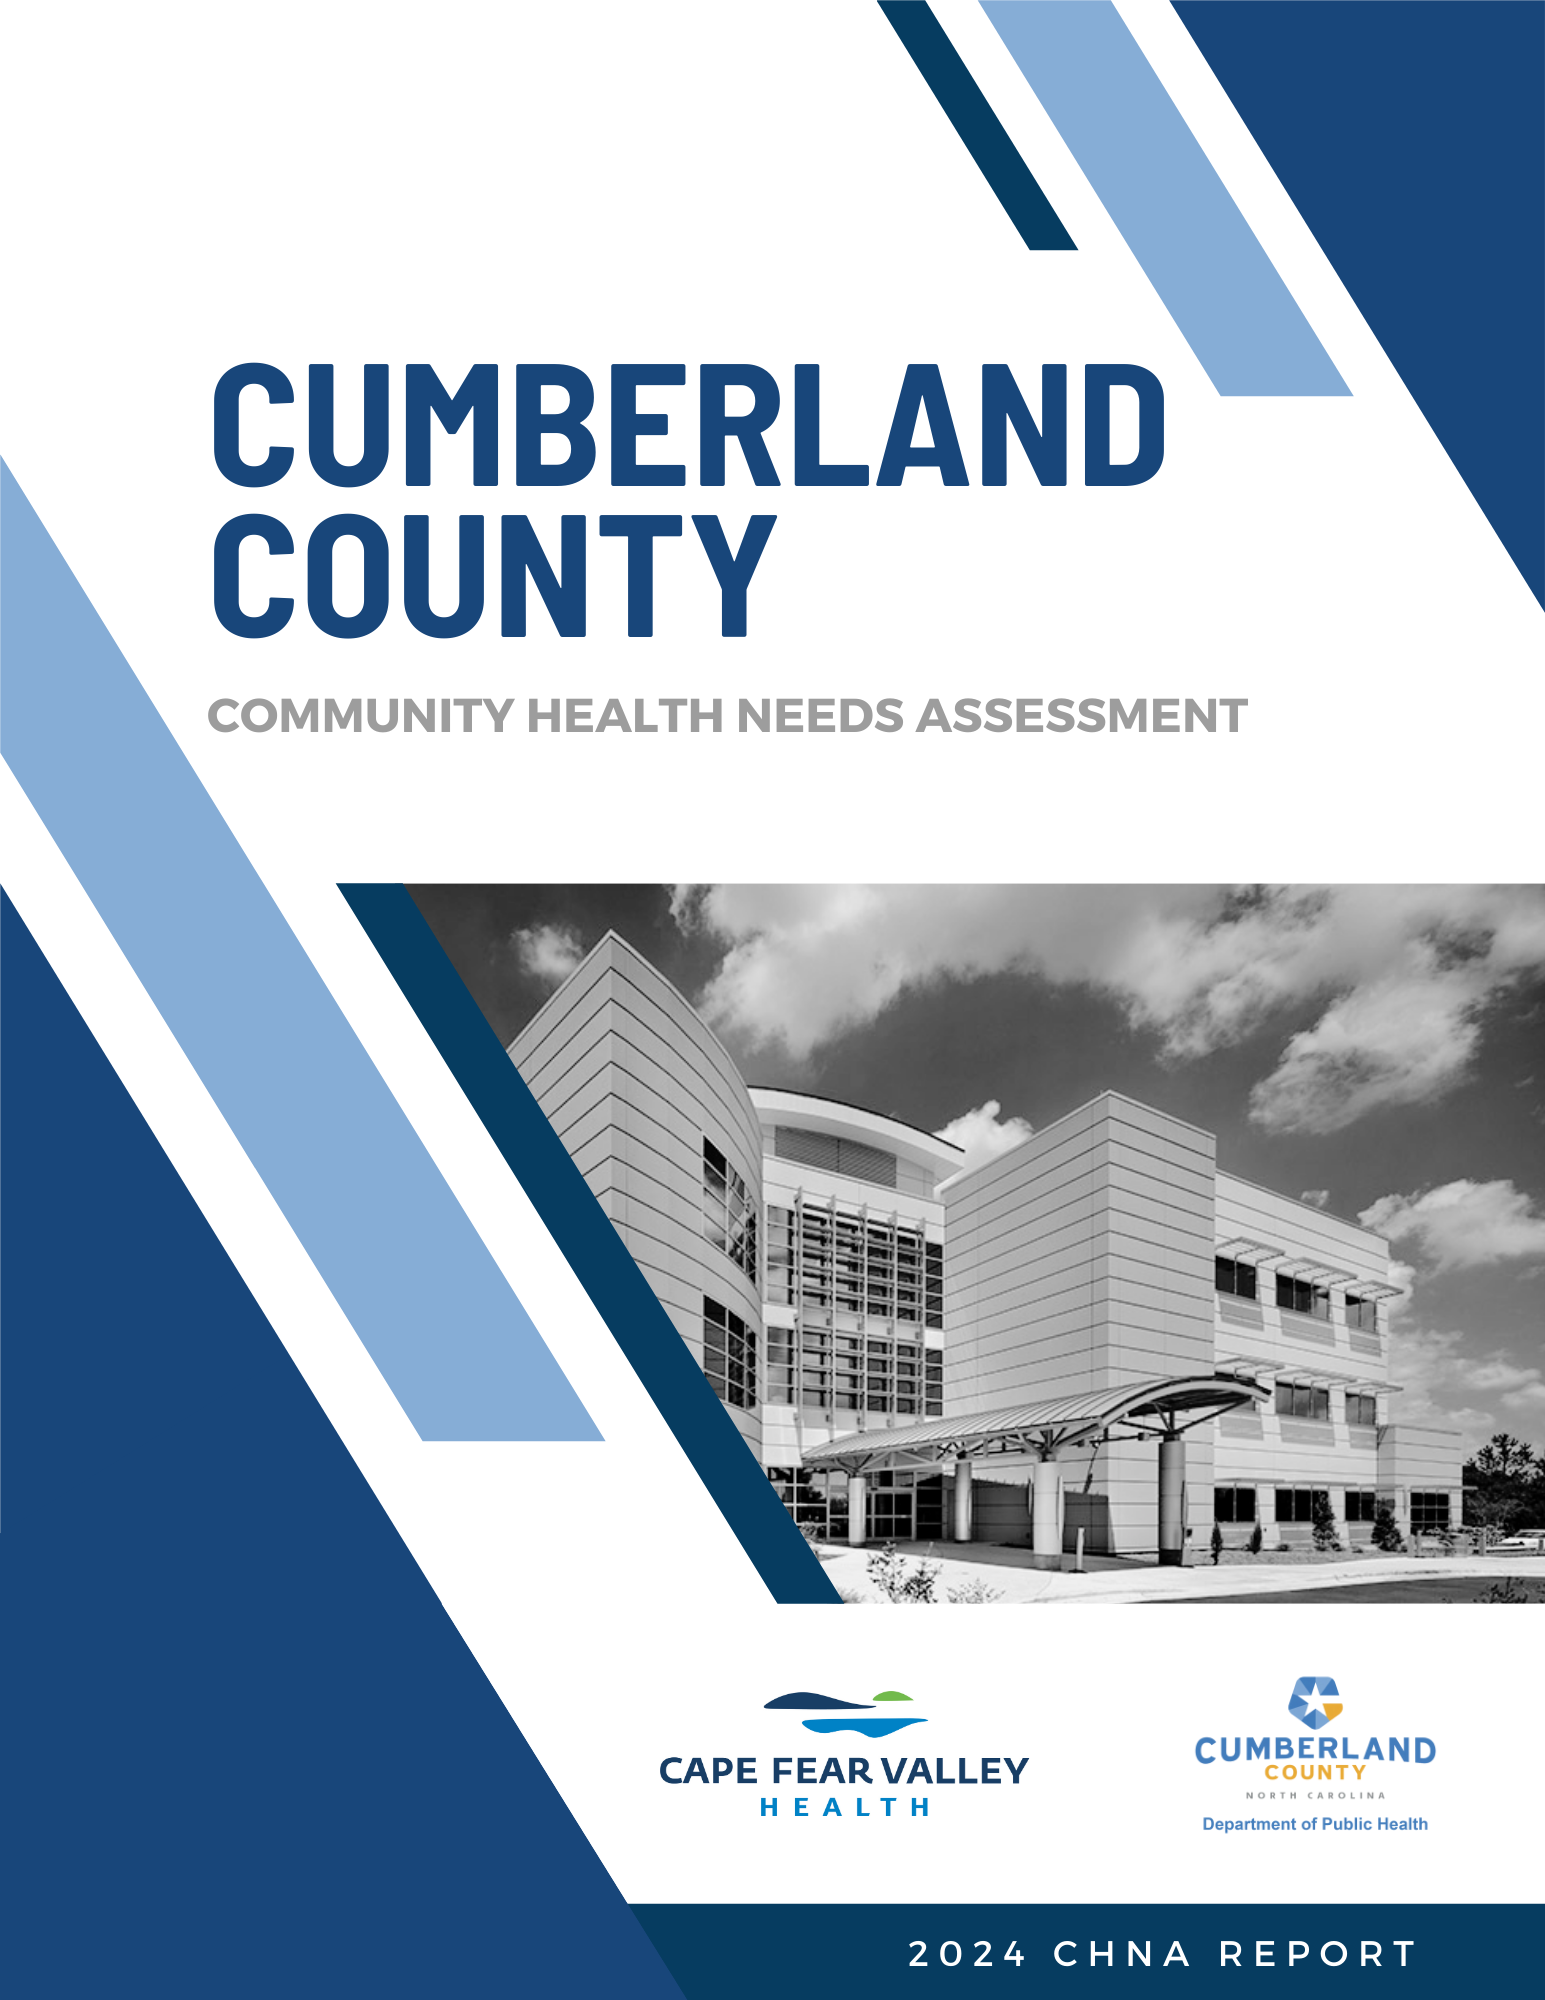 CUMBERLAND
COUNTY
COMMUNITY HEALTH NEEDS ASSESSMENT
CAPE FEAR VALLEY
HEALTH
CUMBERLAND
COUNTY
NORTH CAROLINA
Department of Public Health
2024 CHNA REPORT